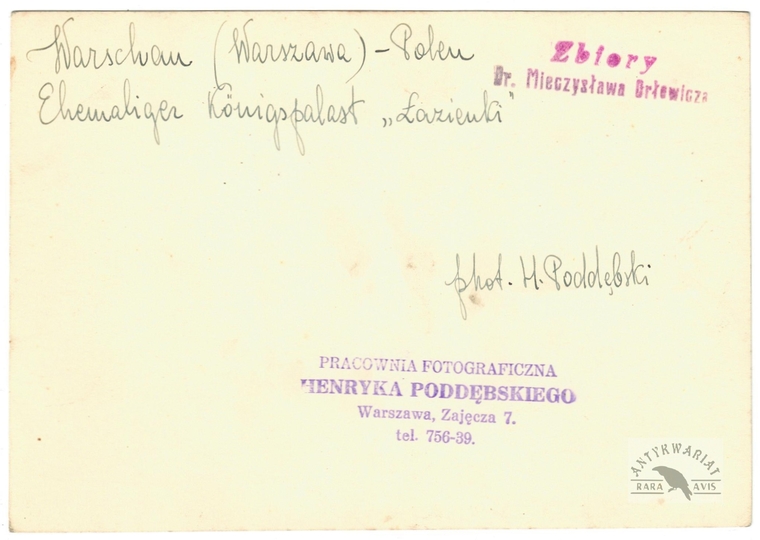 Warschau (Warszawa) - Polen
Ehemaliger Königspalast „Łazienki"
Zbiory
Dr. Mieczysława Orłowicza
phot. H. Poddębski
PRACOWNIA FOTOGRAFICZNA
HENRYKA PODDĘBSKIEGO
Warszawa, Zajęcza 7.
tel. 756-39.
ANTYKWARIAT
RARA AVIS